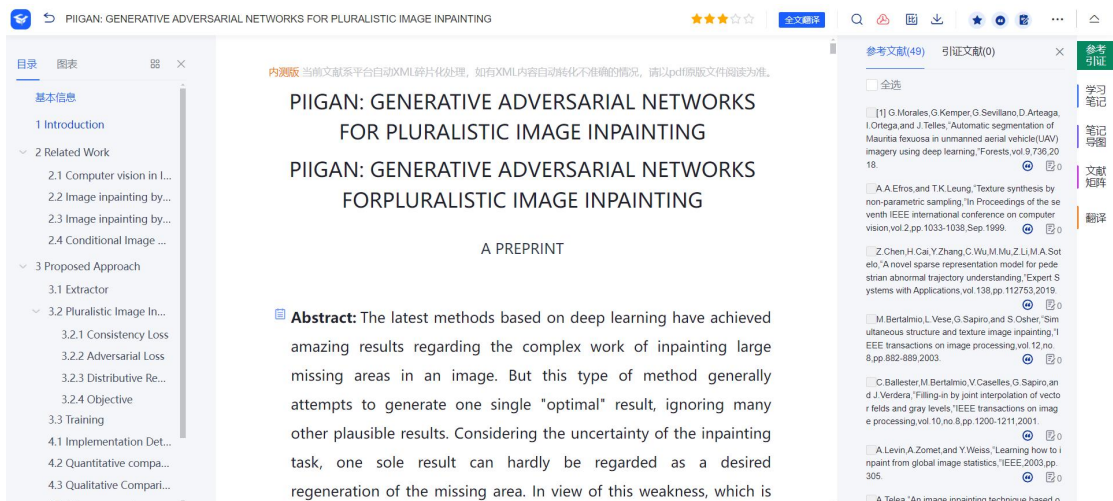 PIIGAN: GENERATIVE ADVERSARIAL NETWORKS FOR PLURALISTIC IMAGE INPAINTING
全文翻译
目录 图表
基本信息
1 Introduction
2 Related Work
2.1 Computer vision in I...
2.2 Image inpainting by...
2.3 Image inpainting by...
2.4 Conditional Image ...
3 Proposed Approach
3.1 Extractor
3.2 Pluralistic Image In...
3.2.1 Consistency Loss
3.2.2 Adversarial Loss
3.2.3 Distributive Re...
3.2.4 Objective
3.3 Training
4.1 Implementation Det...
4.2 Quantitative compa...
4.3 Qualitative Compari...
内测版 当前文献系平台自动XML碎片化处理，如有XML内容自动转化不准确的情况，请以pdf原版文件阅读为准。
PIIGAN: GENERATIVE ADVERSARIAL NETWORKS
FOR PLURALISTIC IMAGE INPAINTING
PIIGAN: GENERATIVE ADVERSARIAL NETWORKS
FORPLURALISTIC IMAGE INPAINTING
A PREPRINT
Abstract: The latest methods based on deep learning have achieved
amazing results regarding the complex work of inpainting large
missing areas in an image. But this type of method generally
attempts to generate one single "optimal" result, ignoring many
other plausible results. Considering the uncertainty of the inpainting
task, one sole result can hardly be regarded as a desired
regeneration of the missing area. In view of this weakness, which is
参考文献(49) 引证文献(0)
全选
[1] G.Morales,G.Kemper,G.Sevillano,D.Arteaga,
I.Ortega,and J.Telles,"Automatic segmentation of
Mauritia fexuosa in unmanned aerial vehicle(UAV)
imagery using deep learning,"Forests,vol.9,736,20
18. 0
A.A.Efros,and T.K.Leung,"Texture synthesis by
non-parametric sampling,"In Proceedings of the se
venth IEEE international conference on computer
vision,vol.2,pp.1033-1038,Sep.1999. 0
Z.Chen,H.Cai,Y.Zhang,C.Wu,M.Mu,Z.Li,M.A.Sot
elo,"A novel sparse representation model for pede
strian abnormal trajectory understanding,"Expert S
ystems with Applications,vol.138,pp.112753,2019.
0
M.Bertalmio,L.Vese,G.Sapiro,and S.Osher,"Sim
ultaneous structure and texture image inpainting,"I
EEE transactions on image processing,vol.12,no.
8,pp.882-889,2003. 0
C.Ballester,M.Bertalmio,V.Caselles,G.Sapiro,an
d J.Verdera,"Filling-in by joint interpolation of vecto
r felds and gray levels,"IEEE transactions on imag
e processing,vol.10,no.8,pp.1200-1211,2001.
0
A.Levin,A.Zomet,and Y.Weiss,"Learning how to i
npaint from global image statistics,"IEEE,2003,pp.
305. 0
A.Telea,"An image inpainting technique based o
参考
引证
学习
笔记
笔记
导图
文献
矩阵
翻译